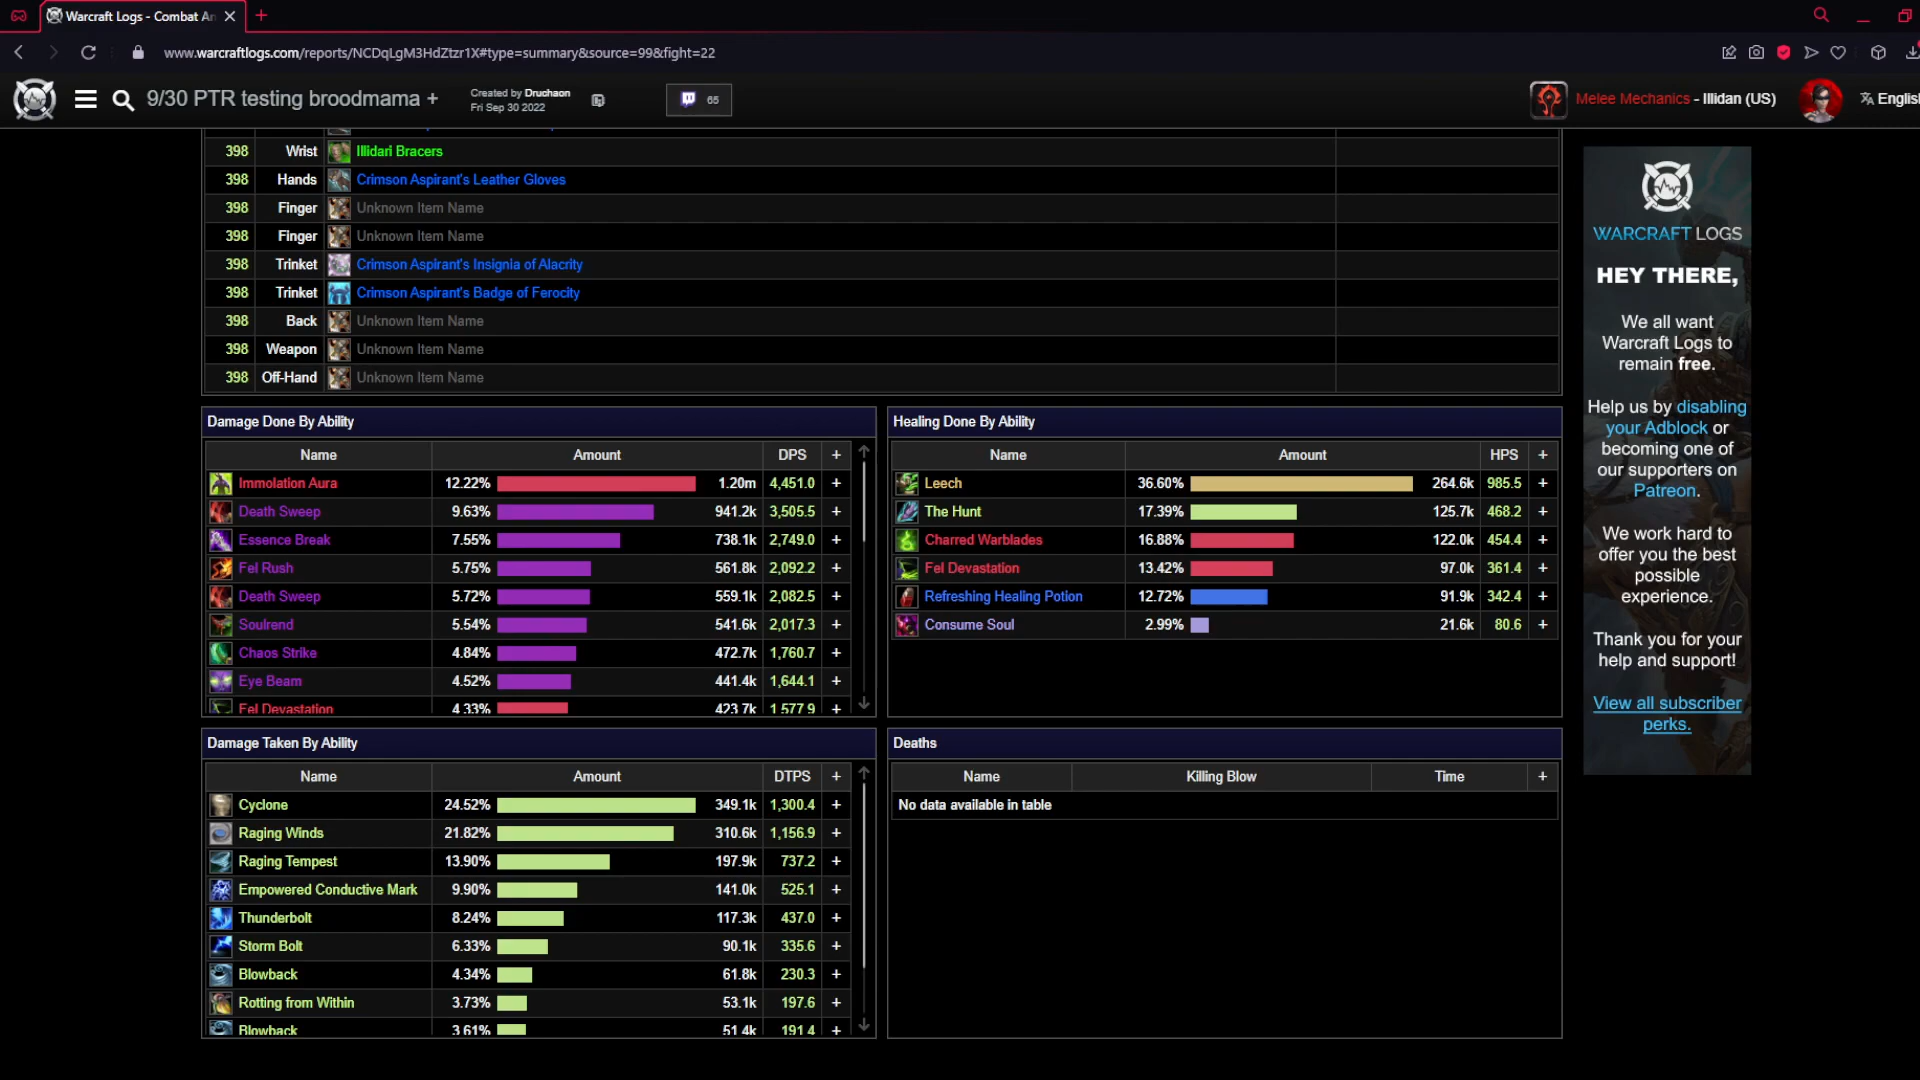 Warcraft Logs - Combat An
www.warcraftlogs.com/reports/NCDqLgM3HdZtzr1X#type=summary&source=99&fight=22
9/30 PTR testing broodmama +
Created by Druchaon
Fri Sep 30 2022
65
Melee Mechanics - Illidan (US)
English
398 Wrist Illidari Bracers
398 Hands Crimson Aspirant's Leather Gloves
398 Finger Unknown Item Name
398 Finger Unknown Item Name
398 Trinket Crimson Aspirant's Insignia of Alacrity
398 Trinket Crimson Aspirant's Badge of Ferocity
398 Back Unknown Item Name
398 Weapon Unknown Item Name
398 Off-Hand Unknown Item Name
Damage Done By Ability
Name Amount DPS +
Immolation Aura 12.22% 1.20m 4,451.0 +
Death Sweep 9.63% 941.2k 3,505.5 +
Essence Break 7.55% 738.1k 2,749.0 +
Fel Rush 5.75% 561.8k 2,092.2 +
Death Sweep 5.72% 559.1k 2,082.5 +
Soulrend 5.54% 541.6k 2,017.3 +
Chaos Strike 4.84% 472.7k 1,760.7 +
Eye Beam 4.52% 441.4k 1,644.1 +
Fel Devastation 4.33% 423.7k 1,577.9 +
Healing Done By Ability
Name Amount HPS +
Leech 36.60% 264.6k 985.5 +
The Hunt 17.39% 125.7k 468.2 +
Charred Warblades 16.88% 122.0k 454.4 +
Fel Devastation 13.42% 97.0k 361.4 +
Refreshing Healing Potion 12.72% 91.9k 342.4 +
Consume Soul 2.99% 21.6k 80.6 +
Damage Taken By Ability
Name Amount DTPS +
Cyclone 24.52% 349.1k 1,300.4 +
Raging Winds 21.82% 310.6k 1,156.9 +
Raging Tempest 13.90% 197.9k 737.2 +
Empowered Conductive Mark 9.90% 141.0k 525.1 +
Thunderbolt 8.24% 117.3k 437.0 +
Storm Bolt 6.33% 90.1k 335.6 +
Blowback 4.34% 61.8k 230.3 +
Rotting from Within 3.73% 53.1k 197.6 +
Blowback 3.61% 51.4k 191.4 +
Deaths
Name Killing Blow Time +
No data available in table
WARCRAFT LOGS
HEY THERE,
We all want
Warcraft Logs to
remain free.
Help us by disabling
your Adblock or
becoming one of
our supporters on
Patreon.
We work hard to
offer you the best
possible
experience.
Thank you for your
help and support!
View all subscriber
perks.